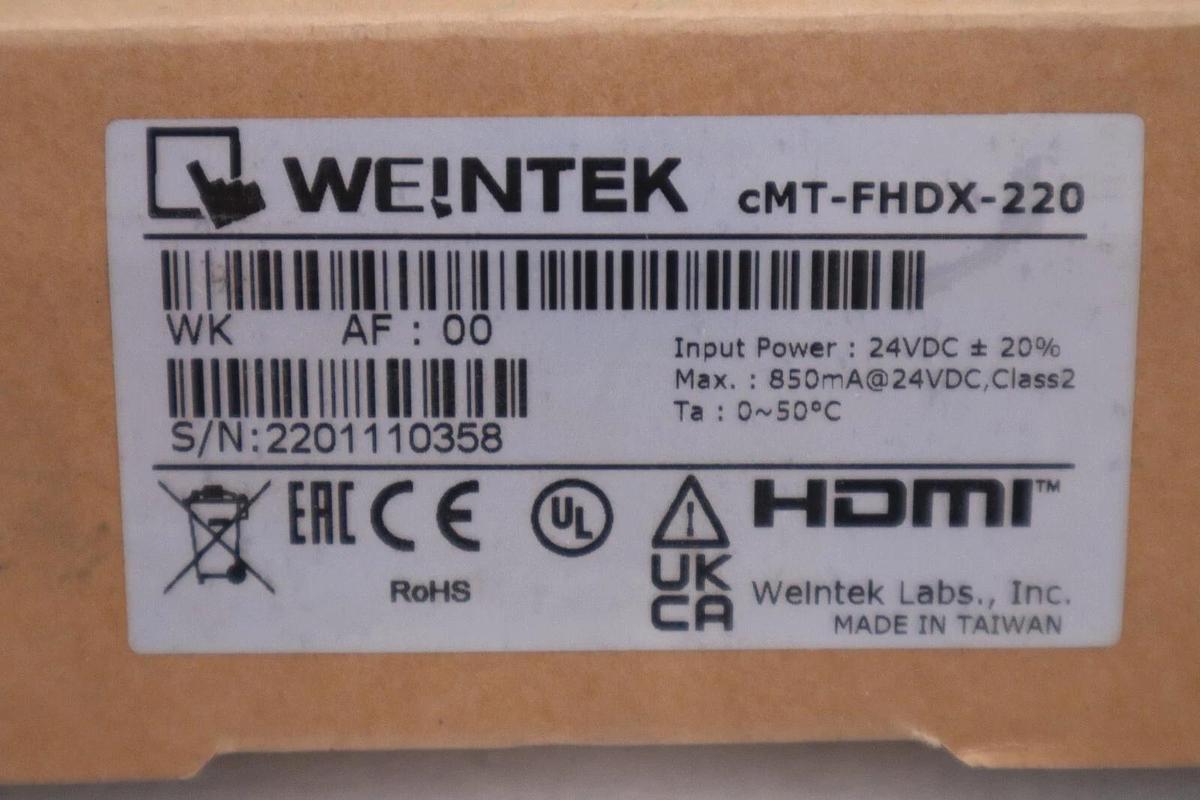 WEINTEK cMT-FHDX-220
WK AF : 00
Input Power : 24VDC ± 20%
Max. : 850mA@24VDC,Class2
Ta : 0~50°C
S/N:2201110358
EAC CE UL HDMI™
RoHS
UK
CA
WeIntek Labs., Inc.
MADE IN TAIWAN